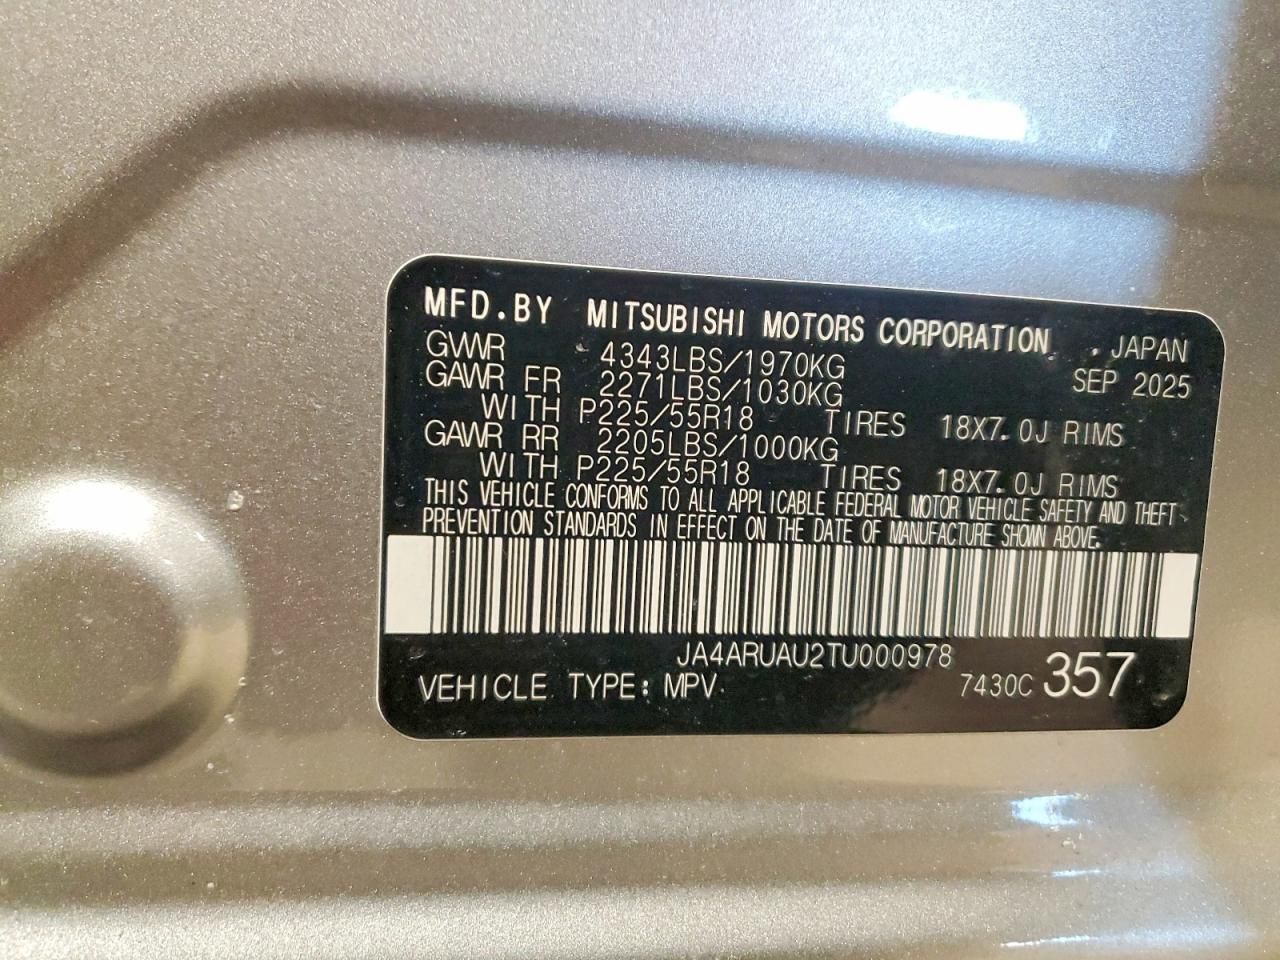 MFD.BY MITSUBISHI MOTORS CORPORATION JAPAN
GWWR 4343LBS/1970KG SEP 2025
GAWR FR 2271LBS/1030KG
WITH P225/55R18 TIRES 18X7.0J RIMS
GAWR RR 2205LBS/1000KG
WITH P225/55R18 TIRES 18X7.0J RIMS
THIS VEHICLE CONFORMS TO ALL APPLICABLE FEDERAL MOTOR VEHICLE SAFETY AND THEFT
PREVENTION STANDARDS IN EFFECT ON THE DATE OF MANUFACTURE SHOWN ABOVE.
JA4ARUAU2TU000978
VEHICLE TYPE: MPV 7430C 357